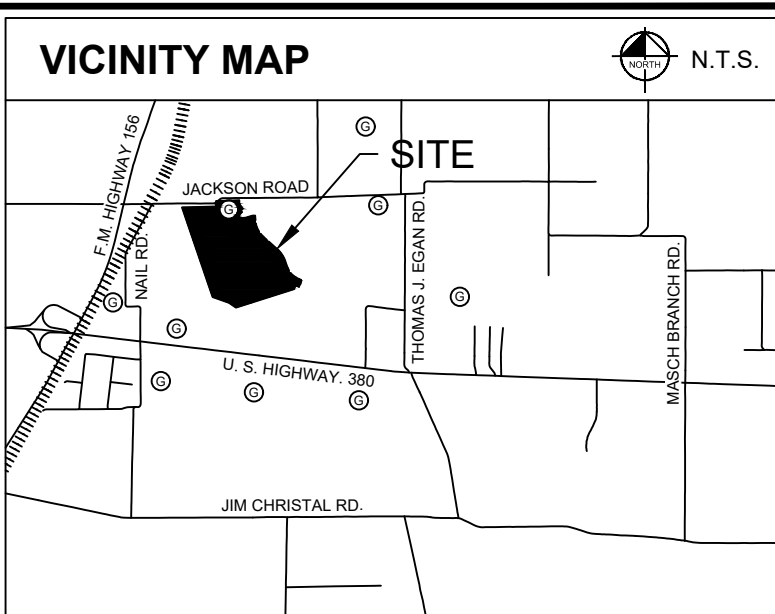 VICINITY MAP
NORTH
N.T.S.
F.M. HIGHWAY 156
G
SITE
JACKSON ROAD
G
G
NAIL RD.
THOMAS J. EGAN RD.
MASCH BRANCH RD.
G
G
G
U. S. HIGHWAY. 380
G
G
G
JIM CHRISTAL RD.